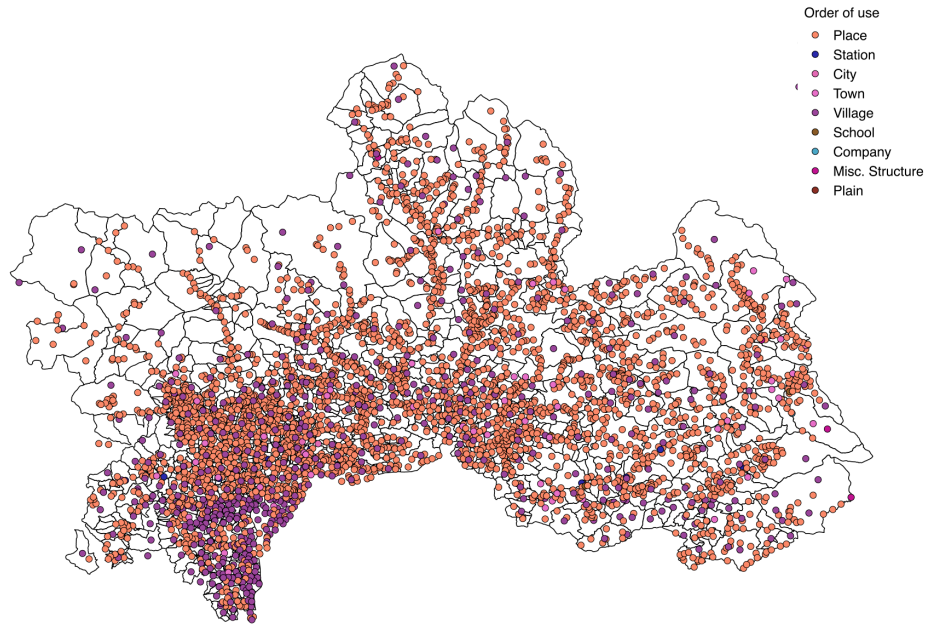 Order of use
Place
Station
City
Town
Village
School
Company
Misc. Structure
Plain